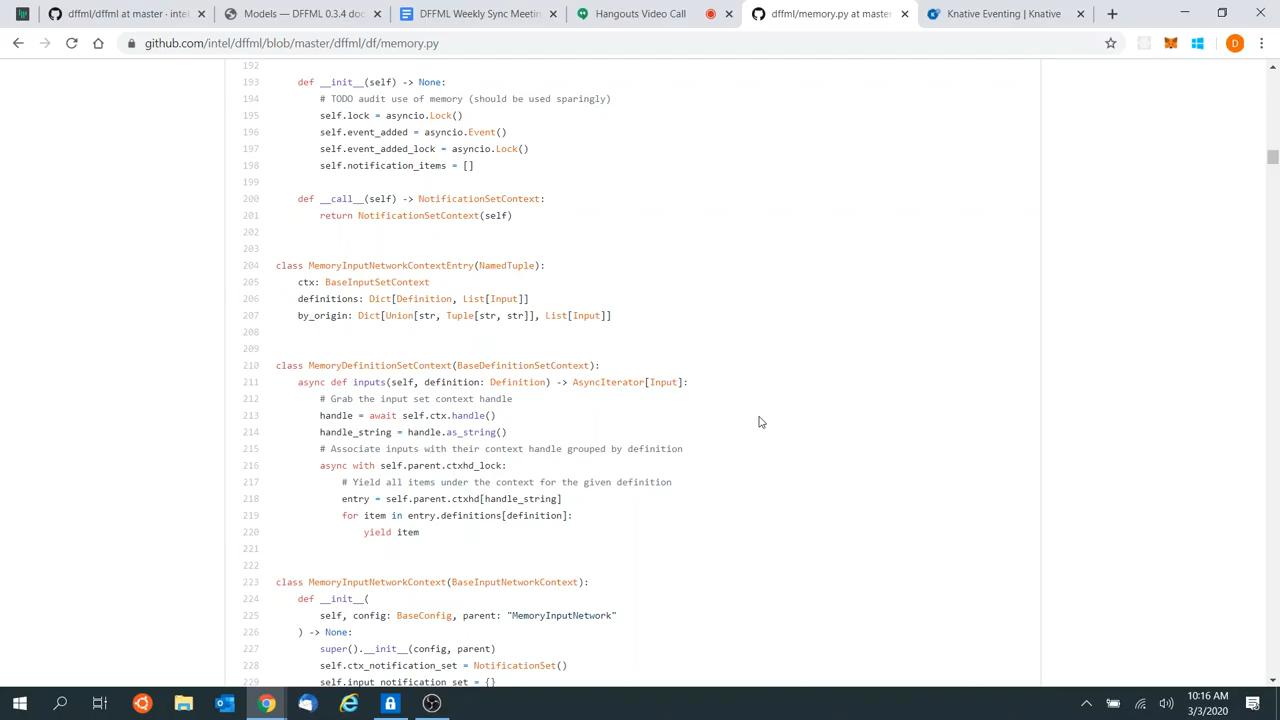 dffml/dffml at master · intel/dffml
Models — DFFML 0.3.4 doc
DFFML Weekly Sync Meeting
Hangouts Video Call
dffml/memory.py at master
Knative Eventing | Knative
github.com/intel/dffml/blob/master/dffml/df/memory.py
D
192
193 def __init__(self) -> None:
194 # TODO audit use of memory (should be used sparingly)
195 self.lock = asyncio.Lock()
196 self.event_added = asyncio.Event()
197 self.event_added_lock = asyncio.Lock()
198 self.notification_items = []
199
200 def __call__(self) -> NotificationSetContext:
201 return NotificationSetContext(self)
202
203
204 class MemoryInputNetworkContextEntry(NamedTuple):
205 ctx: BaseInputSetContext
206 definitions: Dict[Definition, List[Input]]
207 by_origin: Dict[Union[str, Tuple[str, str]], List[Input]]
208
209
210 class MemoryDefinitionSetContext(BaseDefinitionSetContext):
211 async def inputs(self, definition: Definition) -> AsyncIterator[Input]:
212 # Grab the input set context handle
213 handle = await self.ctx.handle()
214 handle_string = handle.as_string()
215 # Associate inputs with their context handle grouped by definition
216 async with self.parent.ctxhd_lock:
217 # Yield all items under the context for the given definition
218 entry = self.parent.ctxhd[handle_string]
219 for item in entry.definitions[definition]:
220 yield item
221
222
223 class MemoryInputNetworkContext(BaseInputNetworkContext):
224 def __init__(
225 self, config: BaseConfig, parent: "MemoryInputNetwork"
226 ) -> None:
227 super().__init__(config, parent)
228 self.ctx_notification_set = NotificationSet()
229 self.input_notification_set = {}
10:16 AM
3/3/2020